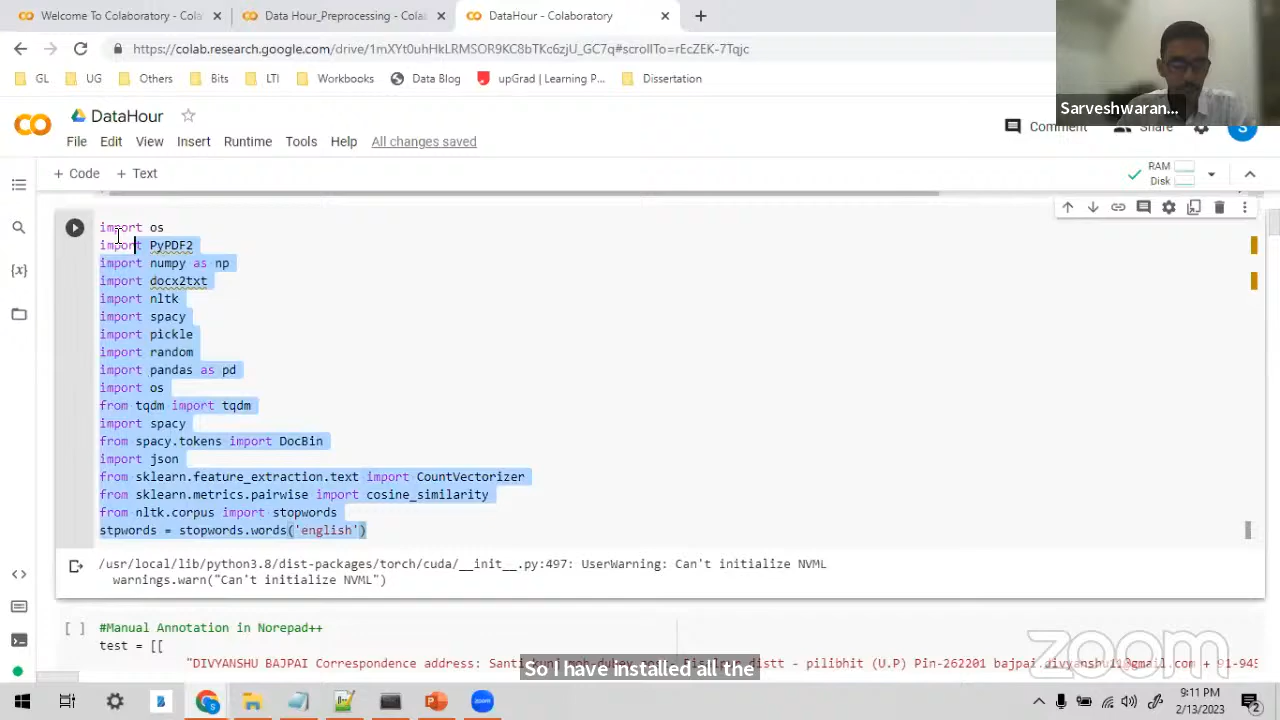 Welcome To Colaboratory - Colab
Data Hour_Preprocessing - Colab
DataHour - Colaboratory
https://colab.research.google.com/drive/1mXYt0uhHkLRMSOR9KC8bTKc6zjU_GC7q#scrollTo=rEcZEK-7Tqjc
GL
UG
Others
Bits
LTI
Workbooks
Data Blog
upGrad | Learning P...
Dissertation
Sarveshwaran...
DataHour
Comment
Share
S
File Edit View Insert Runtime Tools Help All changes saved
+ Code + Text
RAM
Disk
import os
import PyPDF2
import numpy as np
import docx2txt
import nltk
import spacy
import pickle
import random
import pandas as pd
import os
from tqdm import tqdm
import spacy
from spacy.tokens import DocBin
import json
from sklearn.feature_extraction.text import CountVectorizer
from sklearn.metrics.pairwise import cosine_similarity
from nltk.corpus import stopwords
stpwords = stopwords.words('english')
/usr/local/lib/python3.8/dist-packages/torch/cuda/__init__.py:497: UserWarning: Can't initialize NVML
warnings.warn("Can't initialize NVML")
[ ] #Manual Annotation in Norepad++
test = [[
"DIVYANSHU BAJPAI Correspondence address: distt - pilibhit (U.P) Pin-262201
So I have installed all the
zoom
9:11 PM
2/13/2023
2